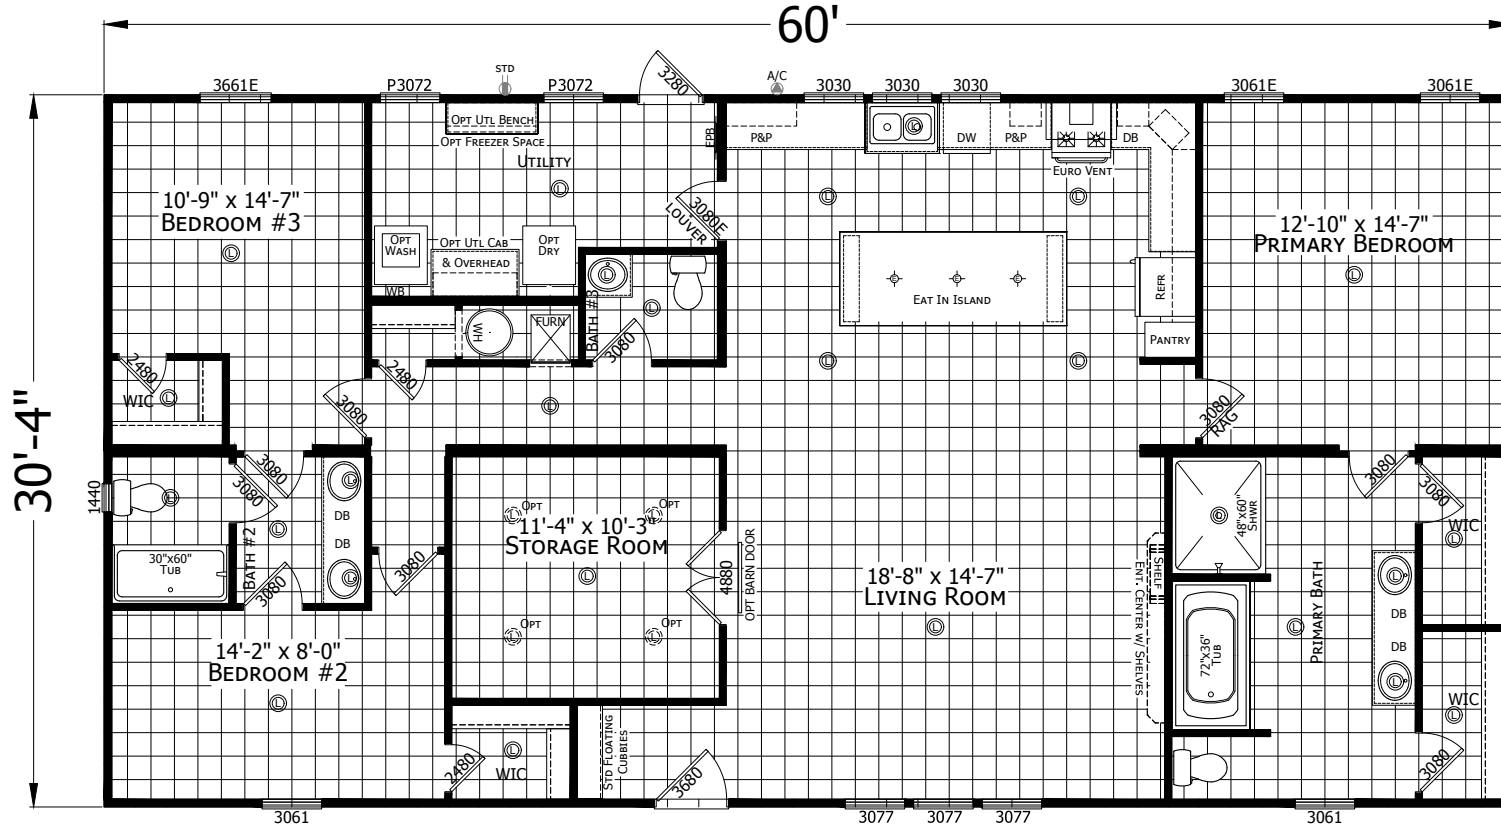 60'
30'-4"
3661E
P3072
STD
P3072
3280
A/C
3030
3030
3030
3061E
3061E
OPT UTL BENCH
OPT FREEZER SPACE
UTILITY
EPB
P&P
DW
P&P
DB
EURO VENT
3080E
LOUVER
10'-9" x 14'-7"
BEDROOM #3
OPT
WASH
OPT UTL CAB
& OVERHEAD
OPT
DRY
WB
EAT IN ISLAND
REFR
PANTRY
12'-10" x 14'-7"
PRIMARY BEDROOM
WH
FURN
BATH #3
3080
2480
WIC
2480
3080
3080
RAG
1440
3080
3080
DB
DB
BATH #2
30"x60"
TUB
3080
3080
OPT
OPT
11'-4" x 10'-3"
STORAGE ROOM
OPT
OPT
4880
OPT BARN DOOR
18'-8" x 14'-7"
LIVING ROOM
SHELF
ENT. CENTER W/ SHELVES
48"x60"
SHWR
72"x36"
TUB
PRIMARY BATH
DB
DB
3080
3080
WIC
WIC
3080
14'-2" x 8'-0"
BEDROOM #2
2480
WIC
STD FLOATING
CUBBIES
3680
3061
3077
3077
3077
3061